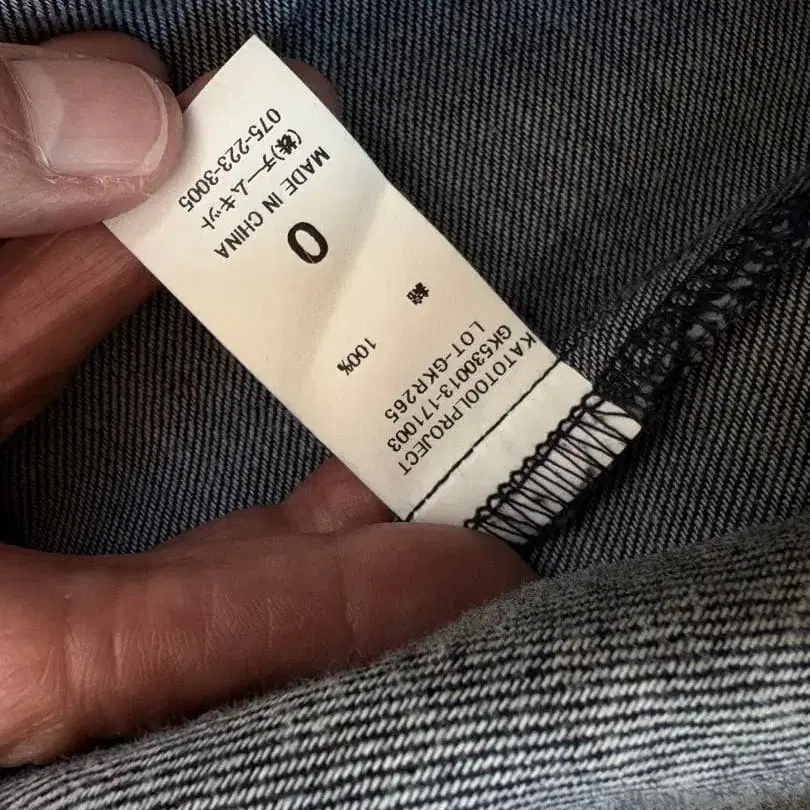 KATOTOOLPROJECT
GK530013-171003
LOT-GKR265
綿 100%
0
MADE IN CHINA
(株)チームキット
075-223-3005